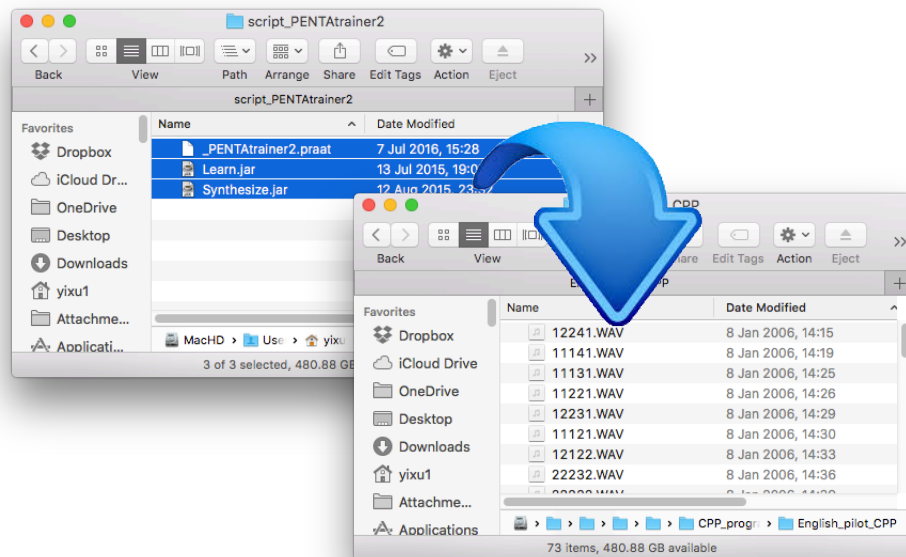 script_PENTAtrainer2
Back View Path Arrange Share Edit Tags Action Eject
script_PENTAtrainer2
Favorites
Dropbox
iCloud Dr...
OneDrive
Desktop
Downloads
yixu1
Attachme...
Applicati...
Name Date Modified
_PENTAtrainer2.praat 7 Jul 2016, 15:28
Learn.jar 13 Jul 2015, 19:0
Synthesize.jar 12 Aug 2015, 23:52
MacHD › Use › yixu
3 of 3 selected, 480.88 GB
CPP
Back View are Edit Tags Action Eject
Favorites
Dropbox
iCloud Drive
OneDrive
Desktop
Downloads
yixu1
Attachme...
Applications
Name Date Modified
12241.WAV 8 Jan 2006, 14:15
11141.WAV 8 Jan 2006, 14:19
11131.WAV 8 Jan 2006, 14:25
11221.WAV 8 Jan 2006, 14:26
12231.WAV 8 Jan 2006, 14:29
11121.WAV 8 Jan 2006, 14:30
12122.WAV 8 Jan 2006, 14:33
22232.WAV 8 Jan 2006, 14:36
CPP_progr › English_pilot_CPP
73 items, 480.88 GB available